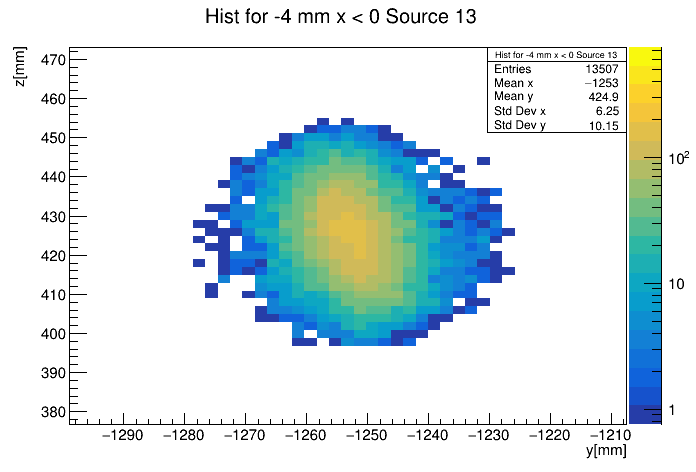 Hist for -4 mm x < 0 Source 13
z[mm]
470
460
450
440
430
420
410
400
390
380
−1290
−1280
−1270
−1260
−1250
−1240
−1230
−1220
−1210
y[mm]
Hist for -4 mm x < 0 Source 13
Entries 13507
Mean x −1253
Mean y 424.9
Std Dev x 6.25
Std Dev y 10.15
10²
10
1